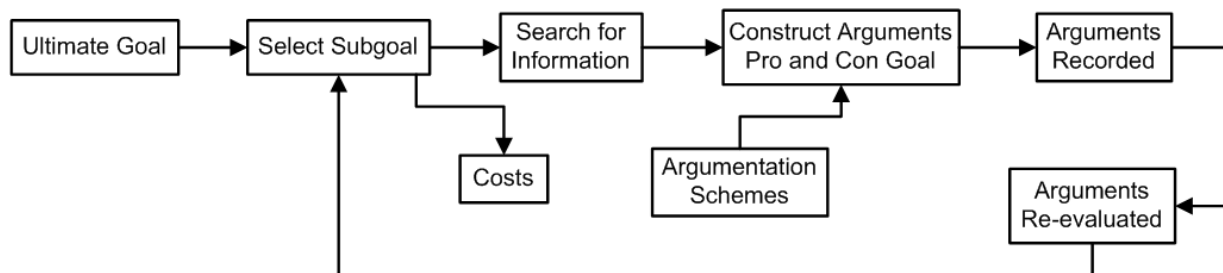 Ultimate Goal
Select Subgoal
Search for
Information
Construct Arguments
Pro and Con Goal
Arguments
Recorded
Costs
Argumentation
Schemes
Arguments
Re-evaluated